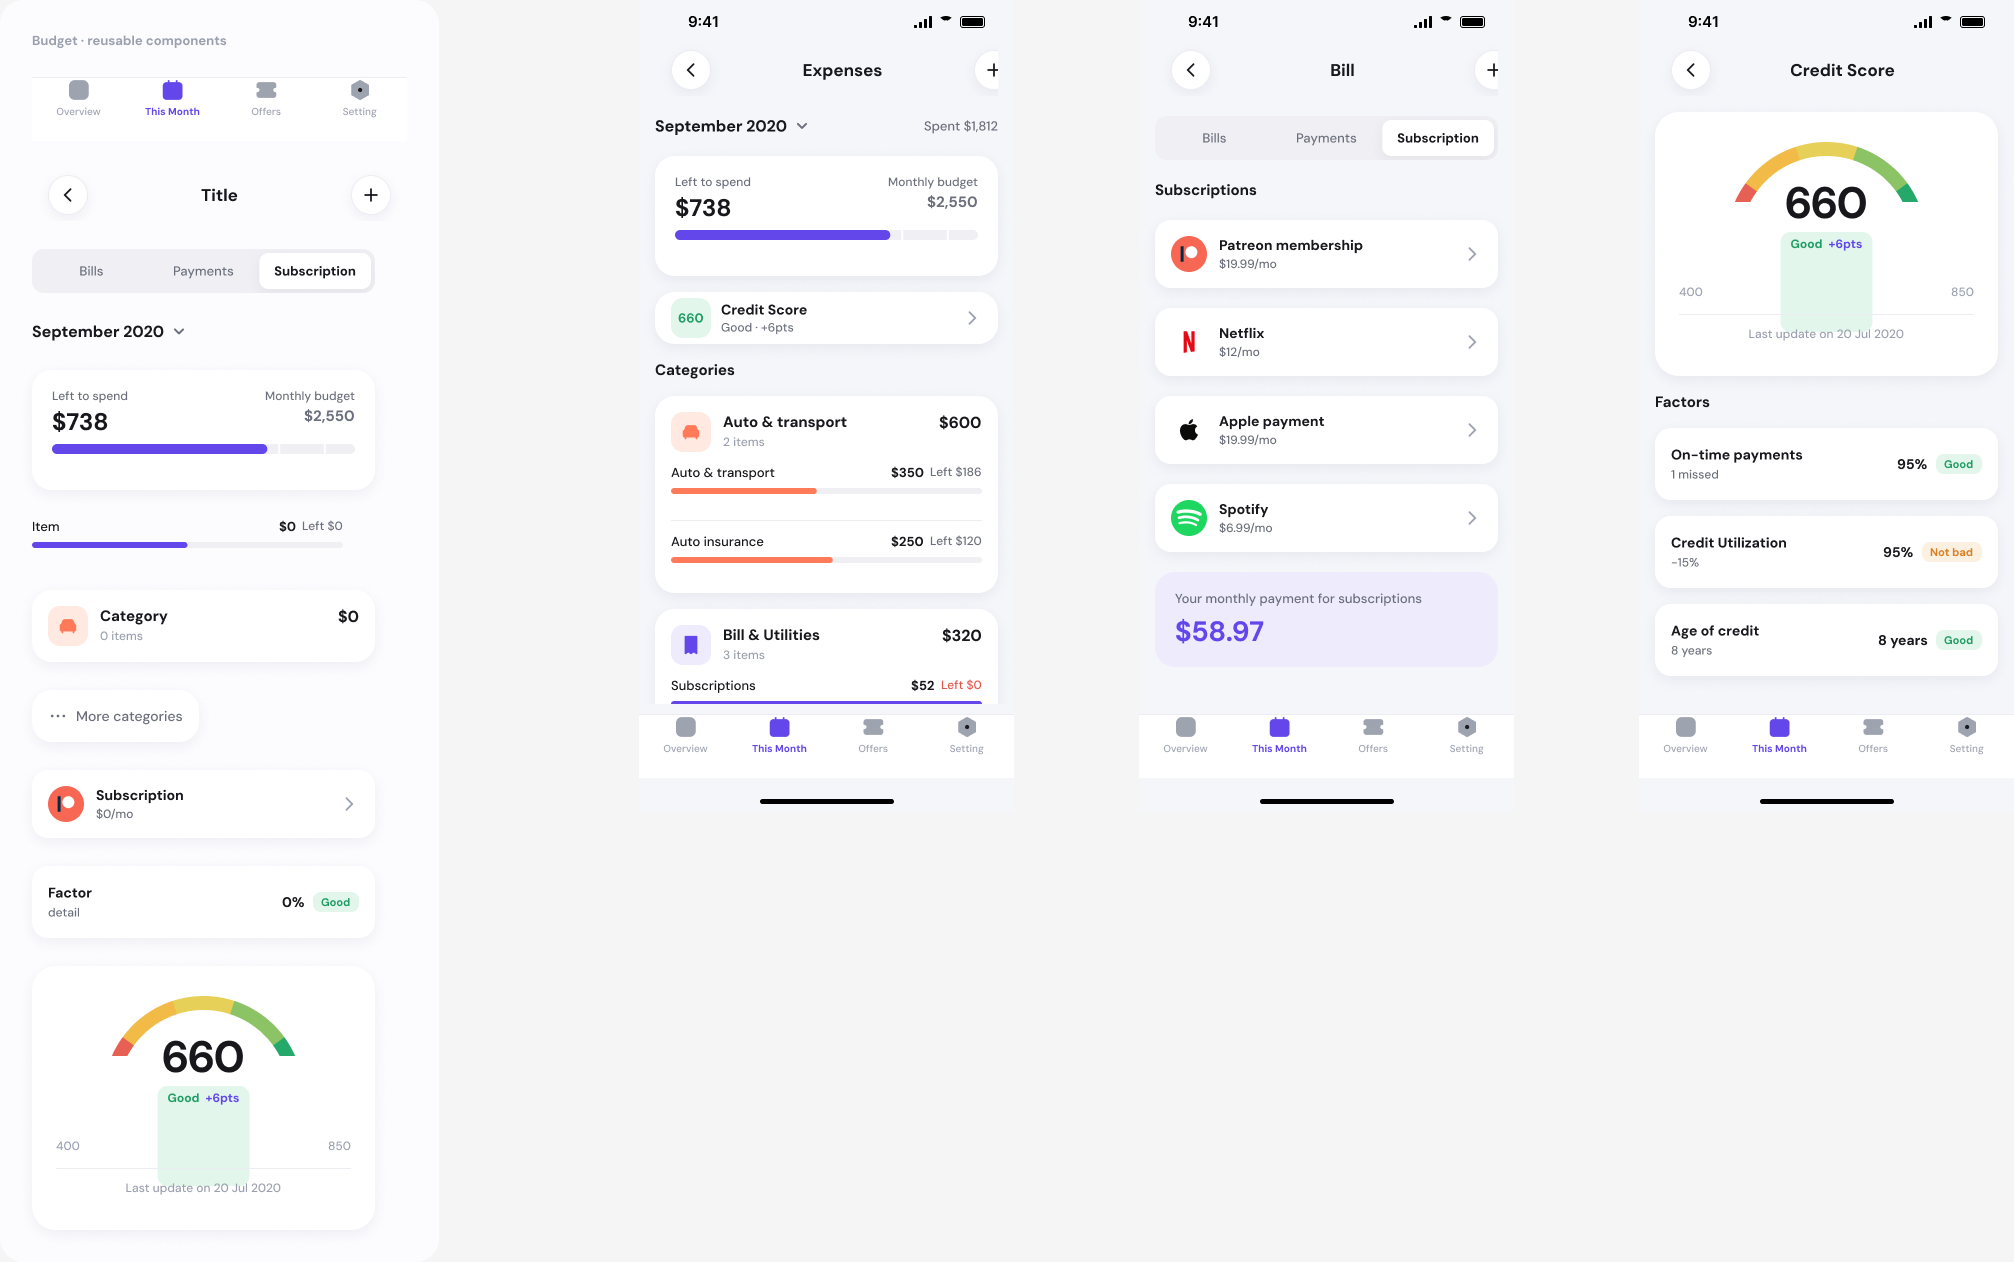 Budget · reusable components
Overview
This Month
Offers
Setting
Title
Bills
Payments
Subscription
September 2020
Left to spend
Monthly budget
$738
$2,550
Item
$0 Left $0
Category
$0
0 items
More categories
Subscription
$0/mo
Factor
detail
0%
Good
660
Good +6pts
400
850
Last update on 20 Jul 2020
9:41
Expenses
September 2020
Spent $1,812
Left to spend
Monthly budget
$738
$2,550
660
Credit Score
Good · +6pts
Categories
Auto & transport
$600
2 items
Auto & transport
$350 Left $186
Auto insurance
$250 Left $120
Bill & Utilities
$320
3 items
Subscriptions
$52 Left $0
Overview
This Month
Offers
Setting
9:41
Bill
Bills
Payments
Subscription
Subscriptions
Patreon membership
$19.99/mo
N
Netflix
$12/mo
Apple payment
$19.99/mo
Spotify
$6.99/mo
Your monthly payment for subscriptions
$58.97
Overview
This Month
Offers
Setting
9:41
Credit Score
660
Good +6pts
400
850
Last update on 20 Jul 2020
Factors
On-time payments
1 missed
95%
Good
Credit Utilization
-15%
95%
Not bad
Age of credit
8 years
8 years
Good
Overview
This Month
Offers
Setting